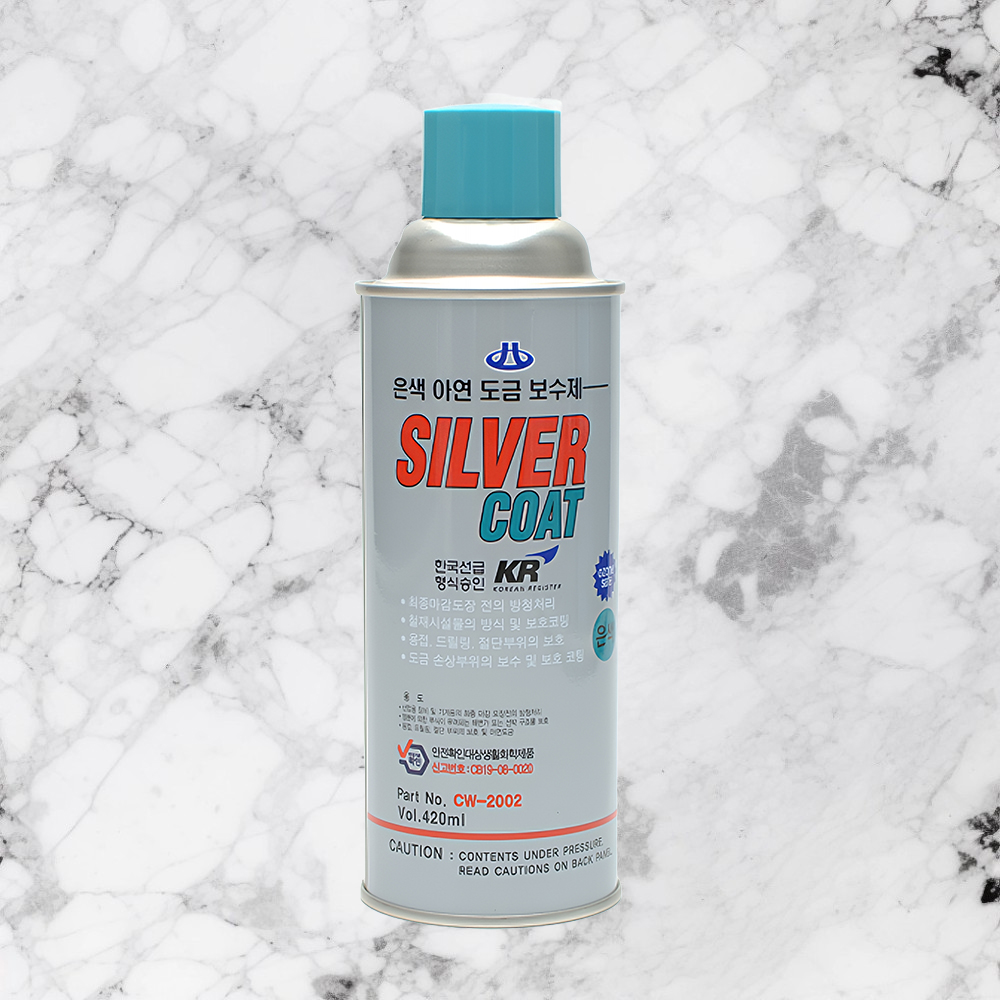 은색 아연 도금 보수제
SILVER
COAT
한국선급
형식승인
KR
KOREAN REGISTER
• 최종마감도장 전의 방청처리
• 철재시설물의 방식 및 보호코팅
• 용접, 드릴링, 절단부위의 보호
• 도금 손상부위의 보수 및 보호 코팅
용 도
안전확인대상생활화학제품
신고번호 : CB19-08-0020
Part No. CW-2002
Vol.420ml
CAUTION : CONTENTS UNDER PRESSURE.
READ CAUTIONS ON BACK PANEL
은색